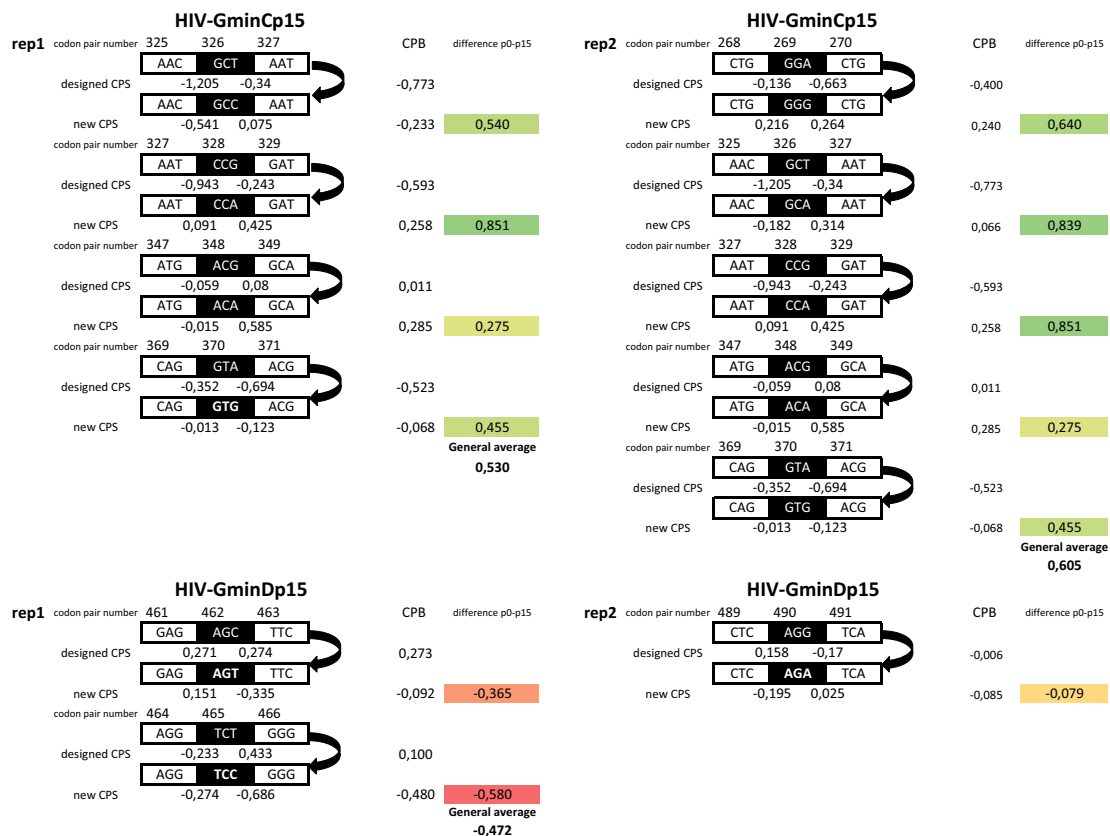 HIV-GminCp15
rep1 codon pair number 325 326 327 CPB difference p0-p15
AAC GCT AAT
designed CPS -1,205 -0,34 -0,773
AAC GCC AAT
new CPS -0,541 0,075 -0,233 0,540
codon pair number 327 328 329
AAT CCG GAT
designed CPS -0,943 -0,243 -0,593
AAT CCA GAT
new CPS 0,091 0,425 0,258 0,851
codon pair number 347 348 349
ATG ACG GCA
designed CPS -0,059 0,08 0,011
ATG ACA GCA
new CPS -0,015 0,585 0,285 0,275
codon pair number 369 370 371
CAG GTA ACG
designed CPS -0,352 -0,694 -0,523
CAG GTG ACG
new CPS -0,013 -0,123 -0,068 0,455
General average
0,530
HIV-GminCp15
rep2 codon pair number 268 269 270 CPB difference p0-p15
CTG GGA CTG
designed CPS -0,136 -0,663 -0,400
CTG GGG CTG
new CPS 0,216 0,264 0,240 0,640
codon pair number 325 326 327
AAC GCT AAT
designed CPS -1,205 -0,34 -0,773
AAC GCA AAT
new CPS -0,182 0,314 0,066 0,839
codon pair number 327 328 329
AAT CCG GAT
designed CPS -0,943 -0,243 -0,593
AAT CCA GAT
new CPS 0,091 0,425 0,258 0,851
codon pair number 347 348 349
ATG ACG GCA
designed CPS -0,059 0,08 0,011
ATG ACA GCA
new CPS -0,015 0,585 0,285 0,275
codon pair number 369 370 371
CAG GTA ACG
designed CPS -0,352 -0,694 -0,523
CAG GTG ACG
new CPS -0,013 -0,123 -0,068 0,455
General average
0,605
HIV-GminDp15
rep1 codon pair number 461 462 463 CPB difference p0-p15
GAG AGC TTC
designed CPS 0,271 0,274 0,273
GAG AGT TTC
new CPS 0,151 -0,335 -0,092 -0,365
codon pair number 464 465 466
AGG TCT GGG
designed CPS -0,233 0,433 0,100
AGG TCC GGG
new CPS -0,274 -0,686 -0,480 -0,580
General average
-0,472
HIV-GminDp15
rep2 codon pair number 489 490 491 CPB difference p0-p15
CTC AGG TCA
designed CPS 0,158 -0,17 -0,006
CTC AGA TCA
new CPS -0,195 0,025 -0,085 -0,079